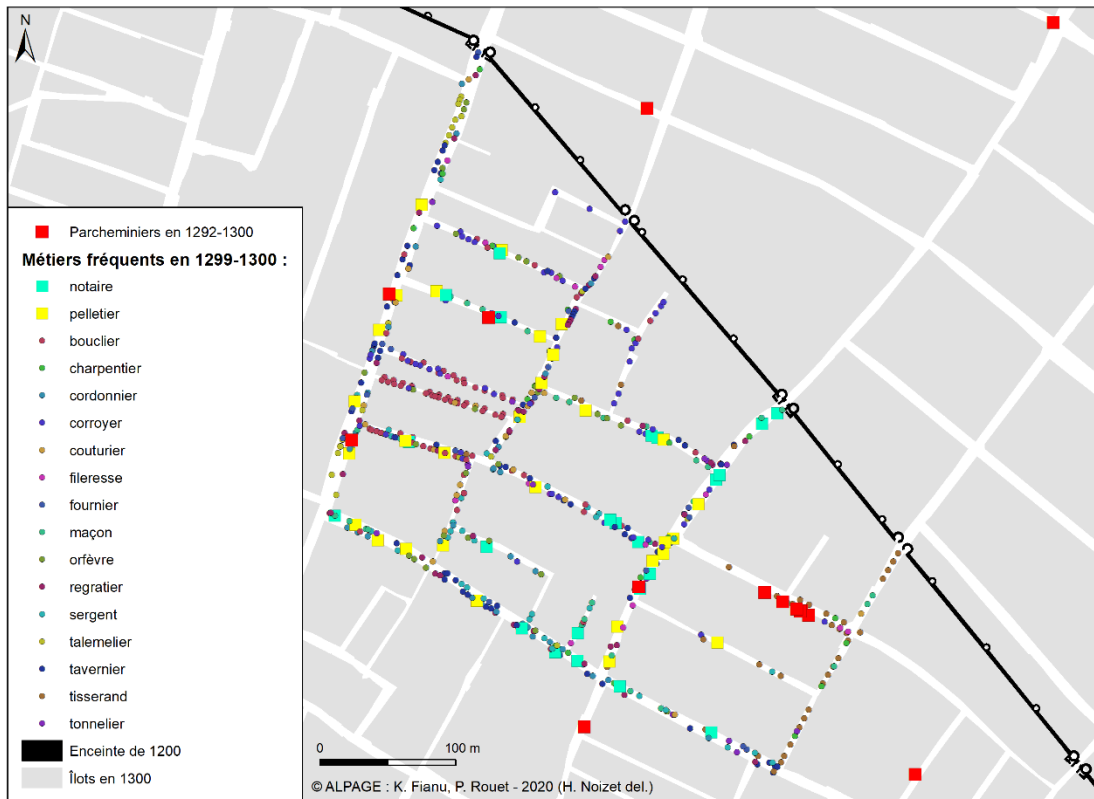 N
Parcheminiers en 1292-1300
Métiers fréquents en 1299-1300 :
notaire
pelletier
bouclier
charpentier
cordonnier
corroyer
couturier
fileresse
fournier
maçon
orfèvre
regratier
sergent
talemelier
tavernier
tisserand
tonnelier
Enceinte de 1200
Îlots en 1300
0 100 m
© ALPAGE : K. Fianu, P. Rouet - 2020 (H. Noizet del.)